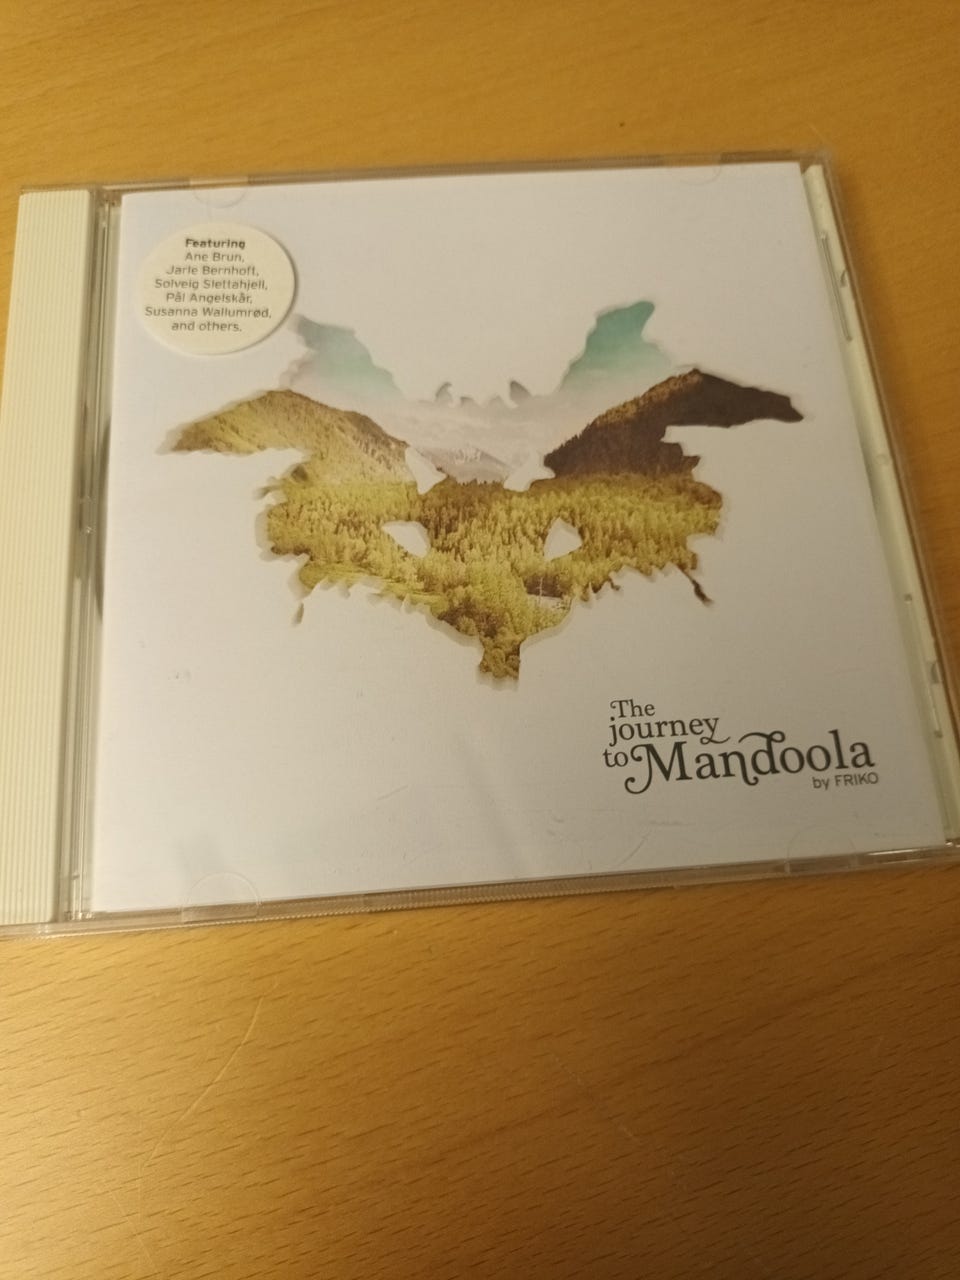 Featuring
Ane Brun,
Jarle Bernhoft,
Solveig Slettahjell,
Pål Angelskår,
Susanna Wallumrød,
and others.
The
journey
to Mandoola
by FRIKO